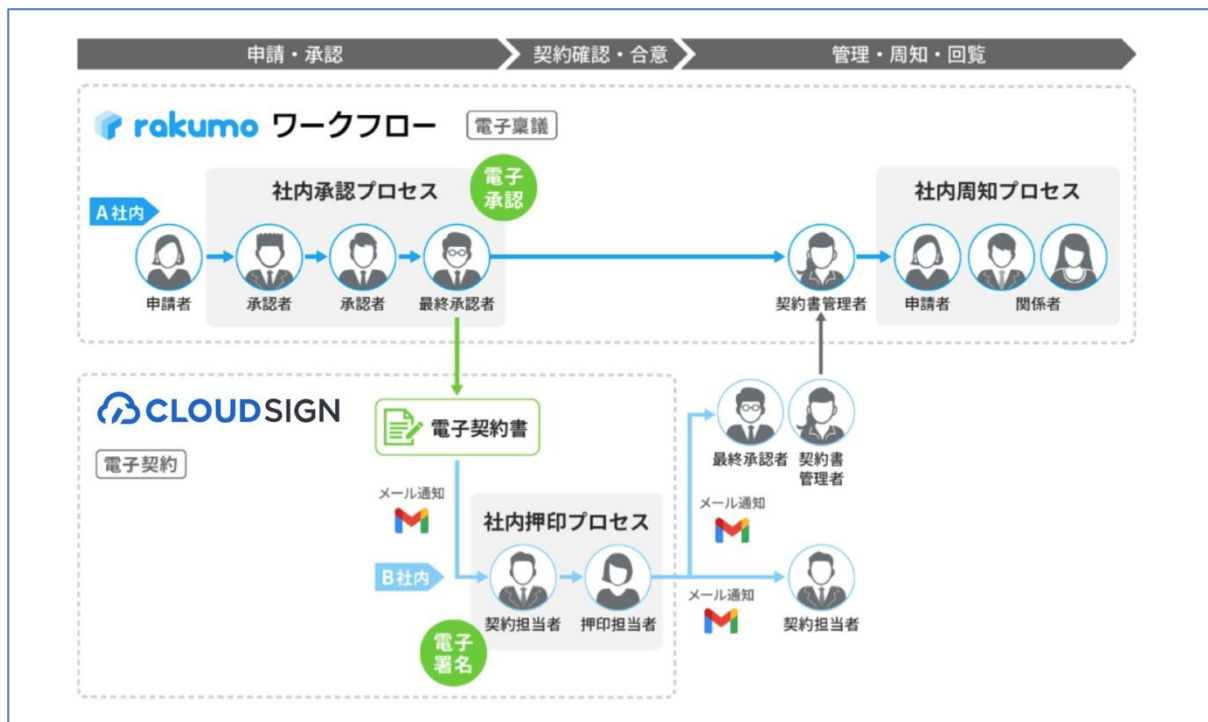 申請・承認
契約確認・合意
管理・周知・回覧
rakumo ワークフロー
電子稟議
電子
承認
社内承認プロセス
社内周知プロセス
A社内
申請者
承認者
承認者
最終承認者
契約書管理者
申請者
関係者
CLOUDSIGN
電子契約
電子契約書
メール通知
社内押印プロセス
B社内
契約担当者
押印担当者
電子
署名
最終承認者
契約書
管理者
メール通知
メール通知
契約担当者